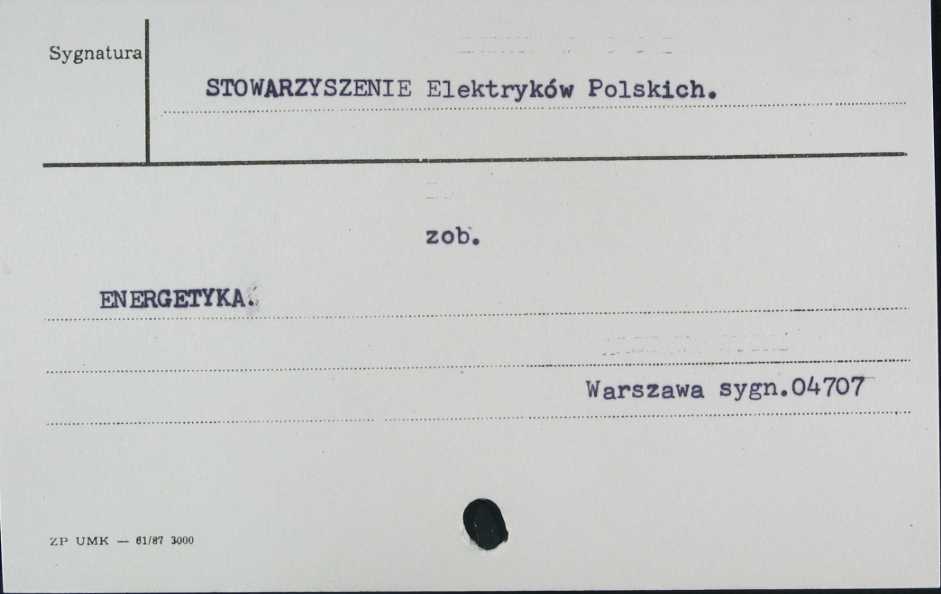 Sygnatura
STOWARZYSZENIE Elektryków Polskich.
zob.
ENERGETYKA.
Warszawa sygn.04707
ZP UMK — 61/87 3000